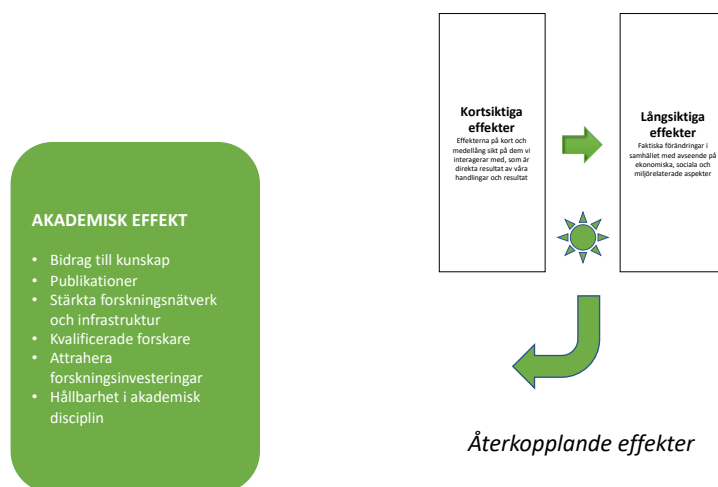 AKADEMISK EFFEKT
• Bidrag till kunskap
• Publikationer
• Stärkta forskningsnätverk
och infrastruktur
• Kvalificerade forskare
• Attrahera
forskningsinvesteringar
• Hållbarhet i akademisk
disciplin
Kortsiktiga
effekter
Effekterna på kort och
medellång sikt på dem vi
interagerar med, som är
direkta resultat av våra
handlingar och resultat
Långsiktiga
effekter
Faktiska förändringar i
samhället med avseende på
ekonomiska, sociala och
miljörelaterade aspekter
Återkopplande effekter